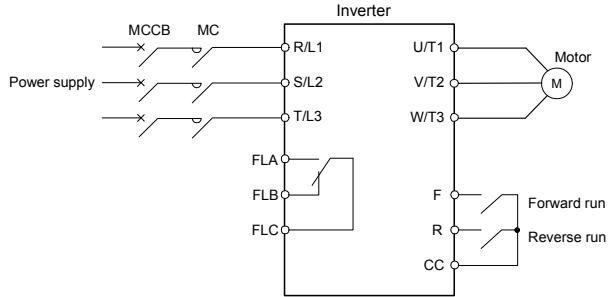 Inverter
MCCB MC
R/L1 U/T1
Motor
Power supply S/L2 V/T2 M
T/L3 W/T3
FLA
FLB F Forward run
FLC R Reverse run
CC